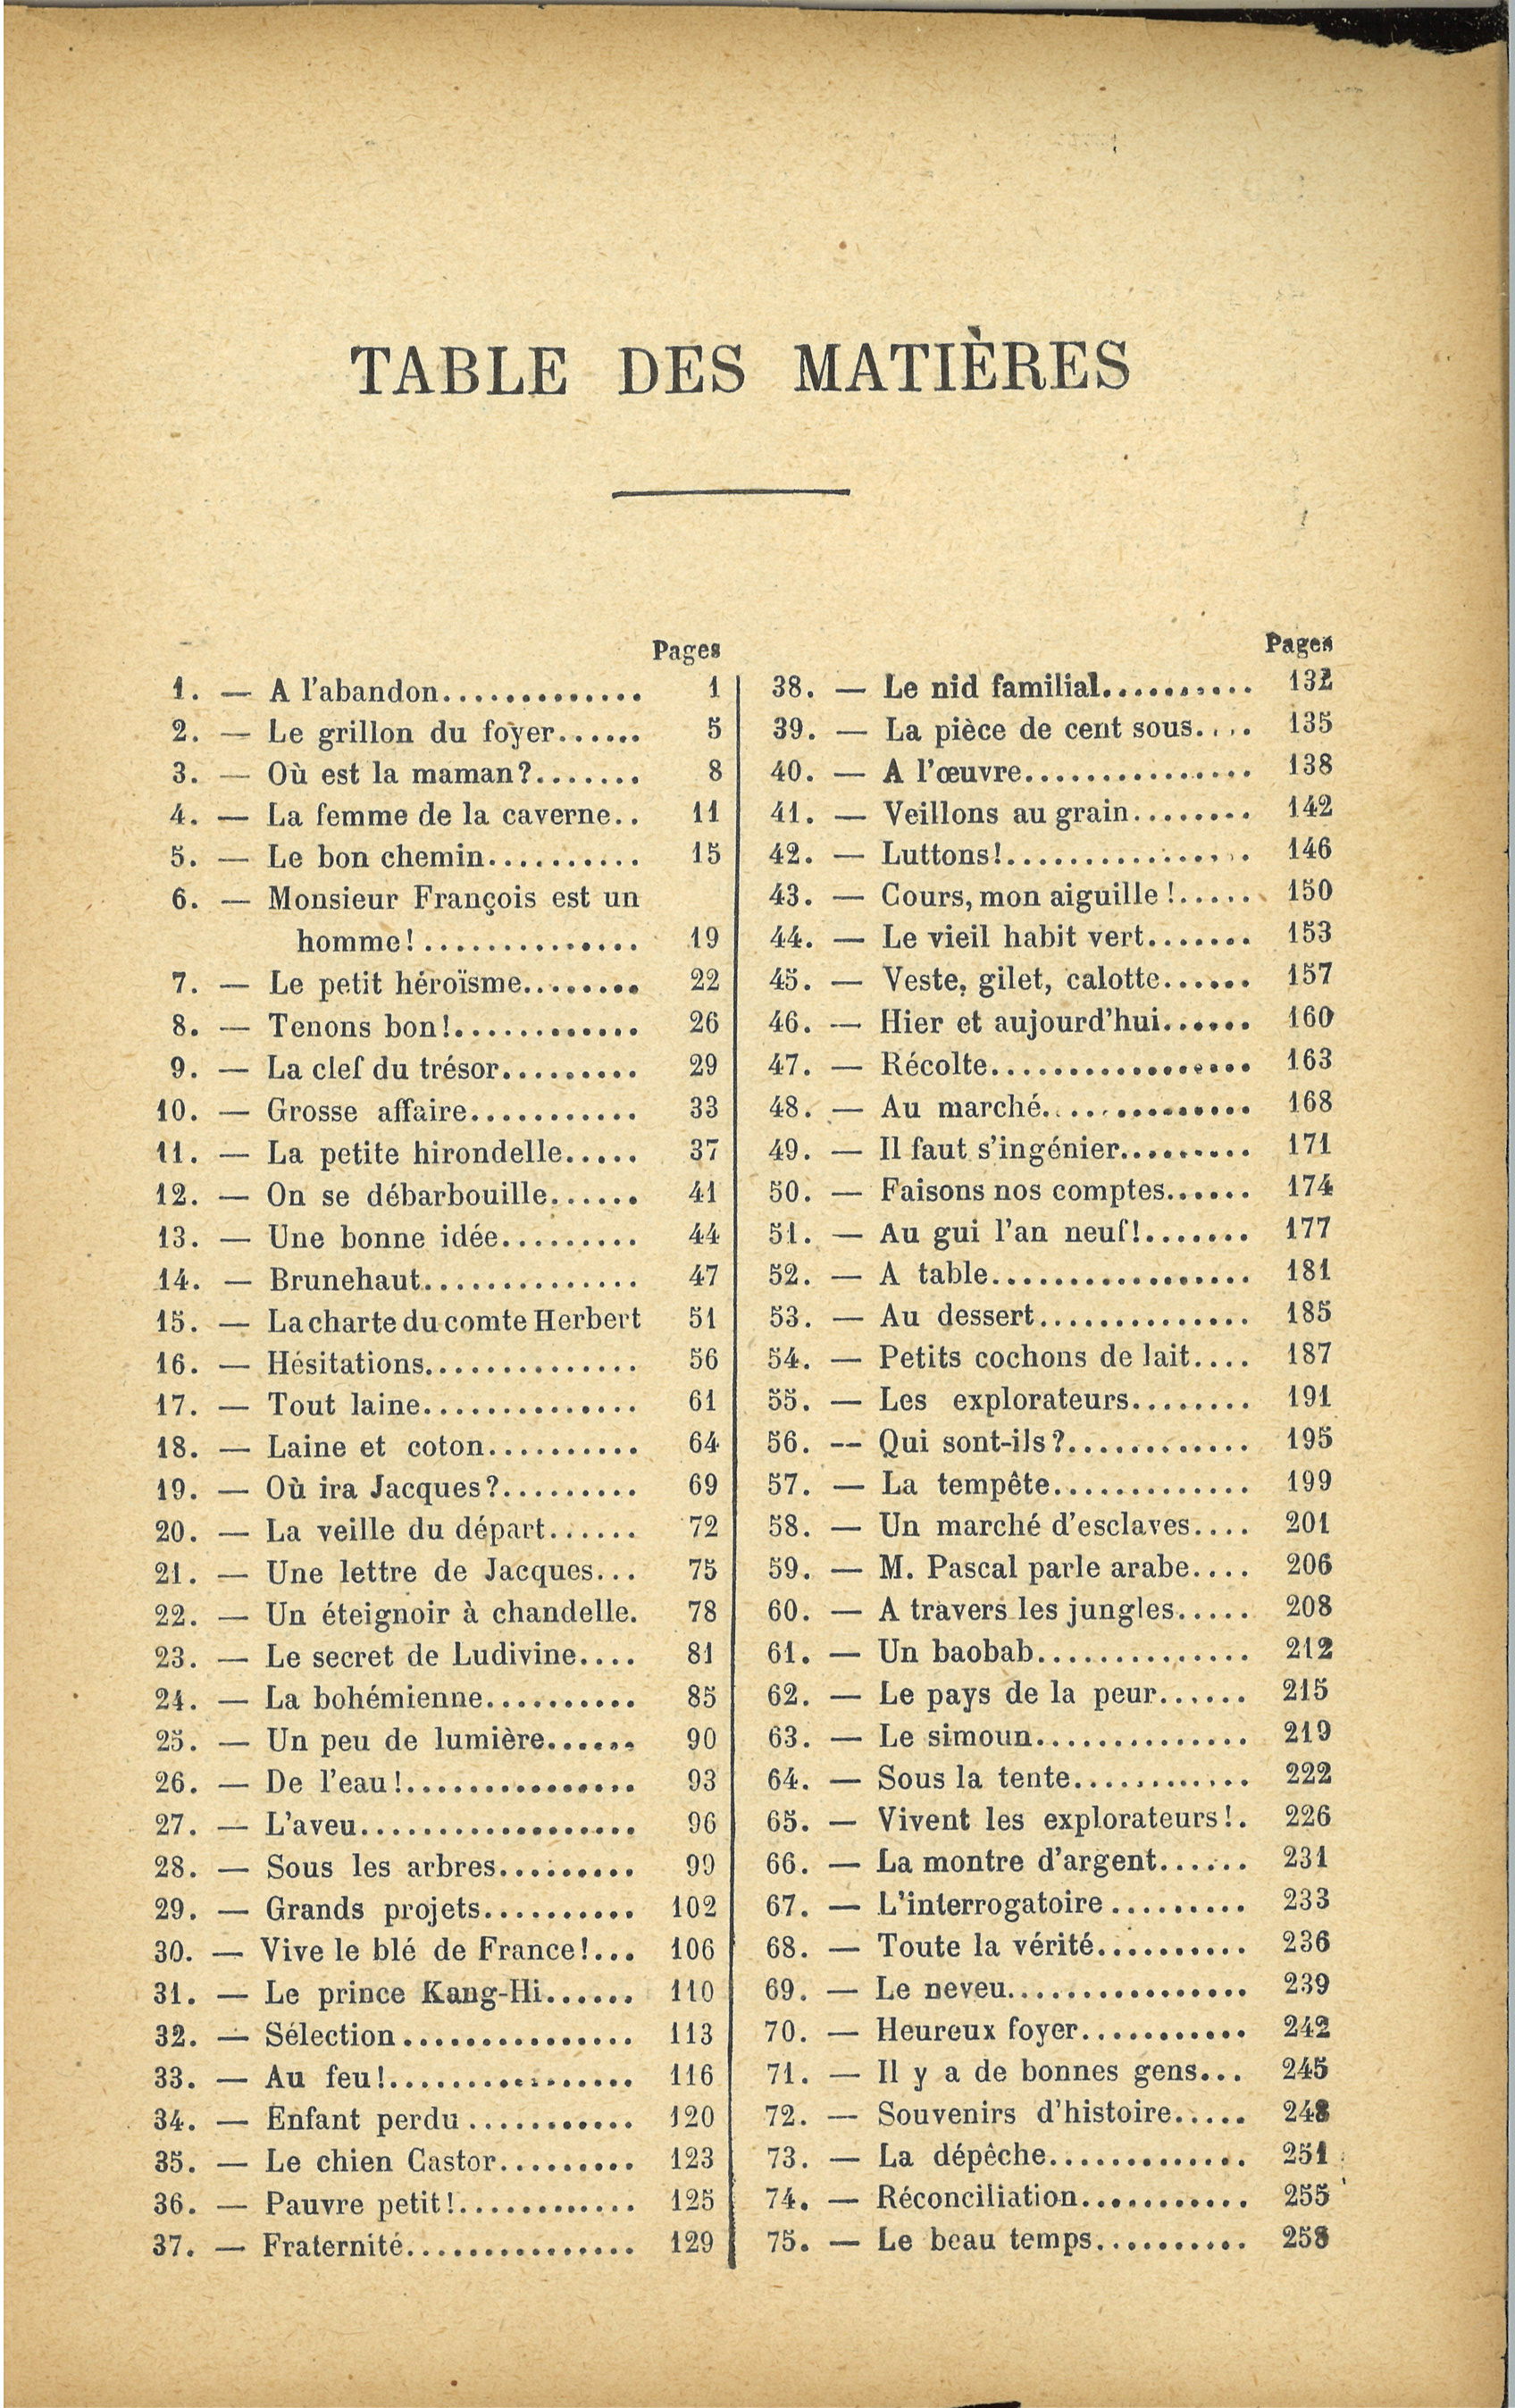 TABLE DES MATIÈRES
Pages
1. — A l'abandon.............. 1
2. — Le grillon du foyer...... 5
3. — Où est la maman?....... 8
4. — La femme de la caverne.. 11
5. — Le bon chemin.......... 15
6. — Monsieur François est un
homme!.............. 19
7. — Le petit héroïsme........ 22
8. — Tenons bon!............ 26
9. — La clef du trésor......... 29
10. — Grosse affaire........... 33
11. — La petite hirondelle..... 37
12. — On se débarbouille...... 41
13. — Une bonne idée......... 44
14. — Brunehaut.............. 47
15. — La charte du comte Herbert 51
16. — Hésitations.............. 56
17. — Tout laine.............. 61
18. — Laine et coton.......... 64
19. — Où ira Jacques?......... 69
20. — La veille du départ...... 72
21. — Une lettre de Jacques... 75
22. — Un éteignoir à chandelle. 78
23. — Le secret de Ludivine.... 81
24. — La bohémienne.......... 85
25. — Un peu de lumière...... 90
26. — De l'eau!............... 93
27. — L'aveu.................. 96
28. — Sous les arbres......... 99
29. — Grands projets.......... 102
30. — Vive le blé de France!... 106
31. — Le prince Kang-Hi...... 110
32. — Sélection............... 113
33. — Au feu!................ 116
34. — Enfant perdu........... 120
35. — Le chien Castor......... 123
36. — Pauvre petit!............ 125
37. — Fraternité............... 129
Pages
38. — Le nid familial.......... 132
39. — La pièce de cent sous.... 135
40. — A l'œuvre............... 138
41. — Veillons au grain........ 142
42. — Luttons!................ 146
43. — Cours, mon aiguille!..... 150
44. — Le vieil habit vert....... 153
45. — Veste, gilet, calotte...... 157
46. — Hier et aujourd'hui...... 160
47. — Récolte................. 163
48. — Au marché.............. 168
49. — Il faut s'ingénier......... 171
50. — Faisons nos comptes...... 174
51. — Au gui l'an neuf!....... 177
52. — A table................. 181
53. — Au dessert.............. 185
54. — Petits cochons de lait.... 187
55. — Les explorateurs........ 191
56. — Qui sont-ils?............ 195
57. — La tempête............. 199
58. — Un marché d'esclaves.... 201
59. — M. Pascal parle arabe.... 206
60. — A travers les jungles..... 208
61. — Un baobab.............. 212
62. — Le pays de la peur...... 215
63. — Le simoun.............. 219
64. — Sous la tente............ 222
65. — Vivent les explorateurs!. 226
66. — La montre d'argent...... 231
67. — L'interrogatoire......... 233
68. — Toute la vérité.......... 236
69. — Le neveu................ 239
70. — Heureux foyer........... 242
71. — Il y a de bonnes gens... 245
72. — Souvenirs d'histoire..... 248
73. — La dépêche............. 251
74. — Réconciliation........... 255
75. — Le beau temps.......... 258